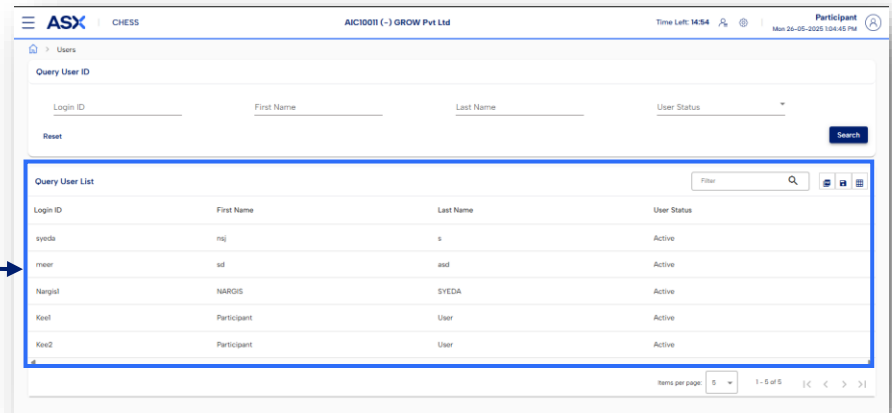 ASX CHESS AIC10011 (-) GROW Pvt Ltd Time Left: 14:54 Participant
Mon 26-05-2025 1:04:45 PM
> Users
Query User ID
Login ID First Name Last Name User Status
Reset Search
Query User List Filter
Login ID First Name Last Name User Status
syeda nsj s Active
meer sd asd Active
Nargis1 NARGIS SYEDA Active
Kee1 Participant User Active
Kee2 Participant User Active
Items per page: 5 1 - 5 of 5 |< < > >|